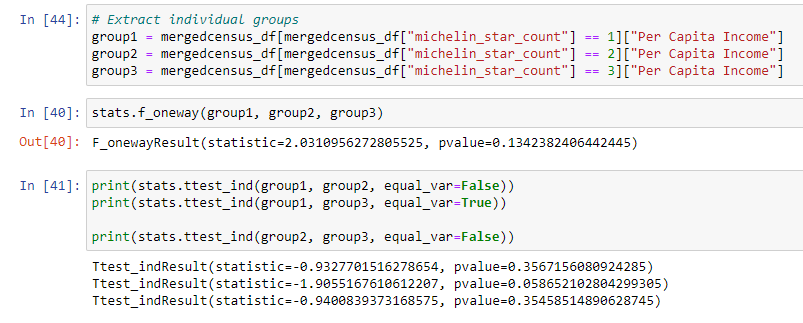 In [44]: # Extract individual groups
group1 = mergedcensus_df[mergedcensus_df["michelin_star_count"] == 1]["Per Capita Income"]
group2 = mergedcensus_df[mergedcensus_df["michelin_star_count"] == 2]["Per Capita Income"]
group3 = mergedcensus_df[mergedcensus_df["michelin_star_count"] == 3]["Per Capita Income"]
In [40]: stats.f_oneway(group1, group2, group3)
Out[40]: F_onewayResult(statistic=2.0310956272805525, pvalue=0.1342382406442445)
In [41]: print(stats.ttest_ind(group1, group2, equal_var=False))
print(stats.ttest_ind(group1, group3, equal_var=True))
print(stats.ttest_ind(group2, group3, equal_var=False))
Ttest_indResult(statistic=-0.9327701516278654, pvalue=0.3567156080924285)
Ttest_indResult(statistic=-1.9055167610612207, pvalue=0.058652102804299305)
Ttest_indResult(statistic=-0.9400839373168575, pvalue=0.35458514890628745)